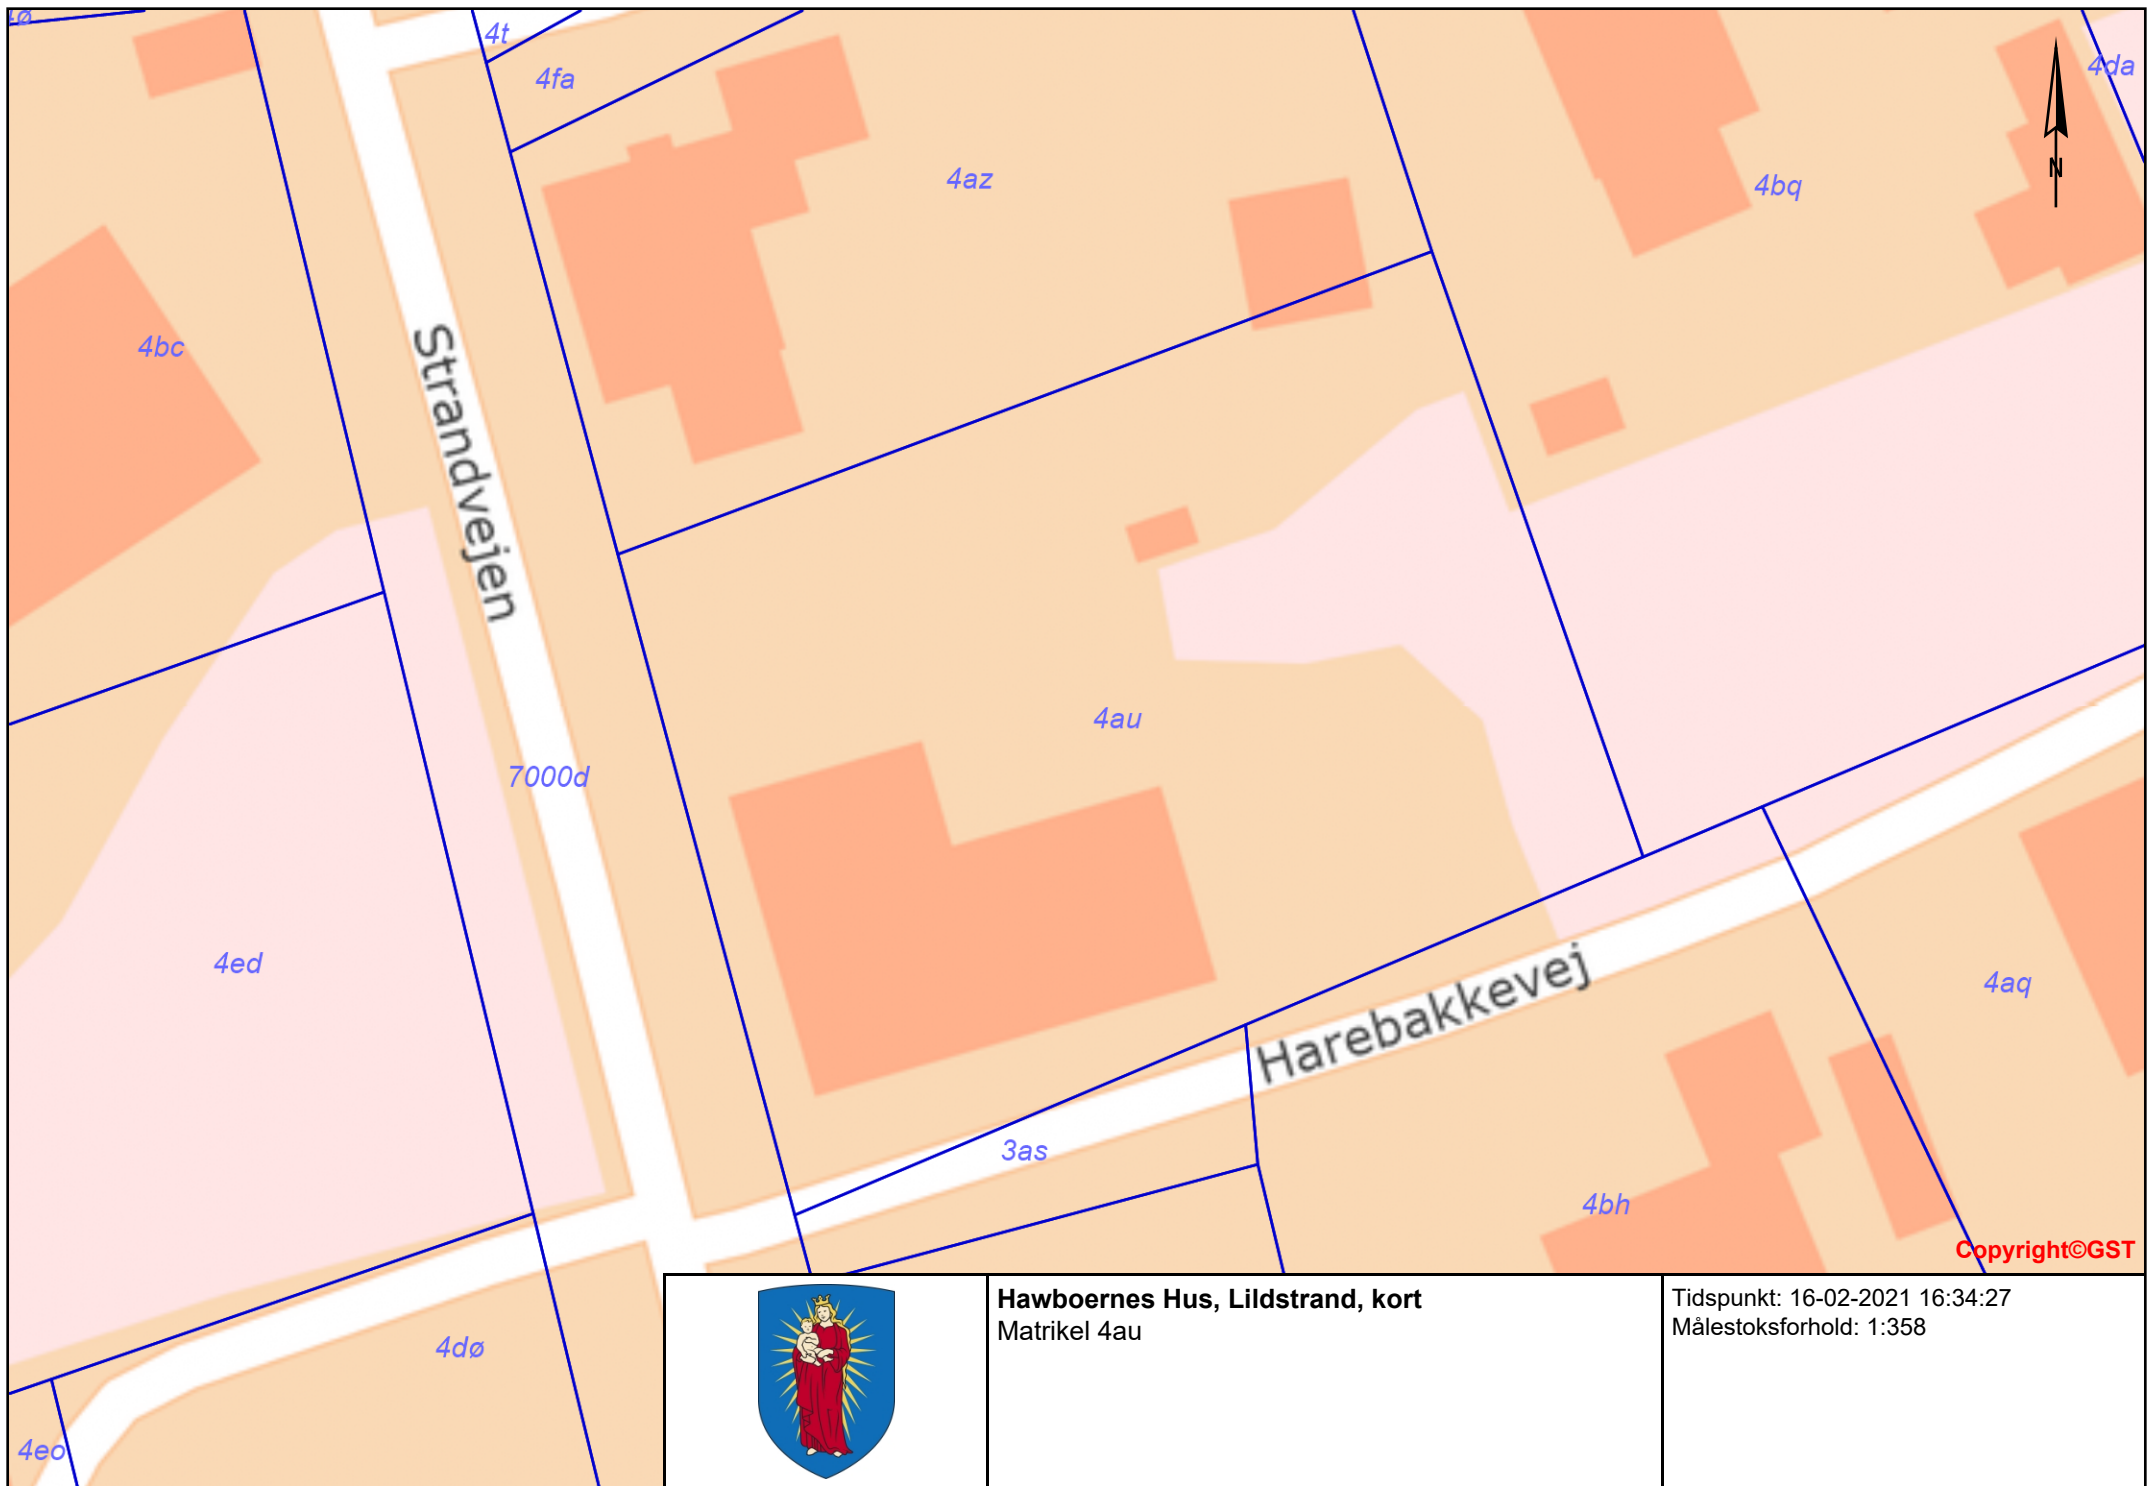 4t
4fa
4da
4az
4bq
4bc
Strandvejen
4au
7000d
4ed
Harebakkevej
4aq
3as
4bh
Copyright©GST
Hawboernes Hus, Lildstrand, kort
Matrikel 4au
Tidspunkt: 16-02-2021 16:34:27
Målestoksforhold: 1:358
4dø
4eo
N